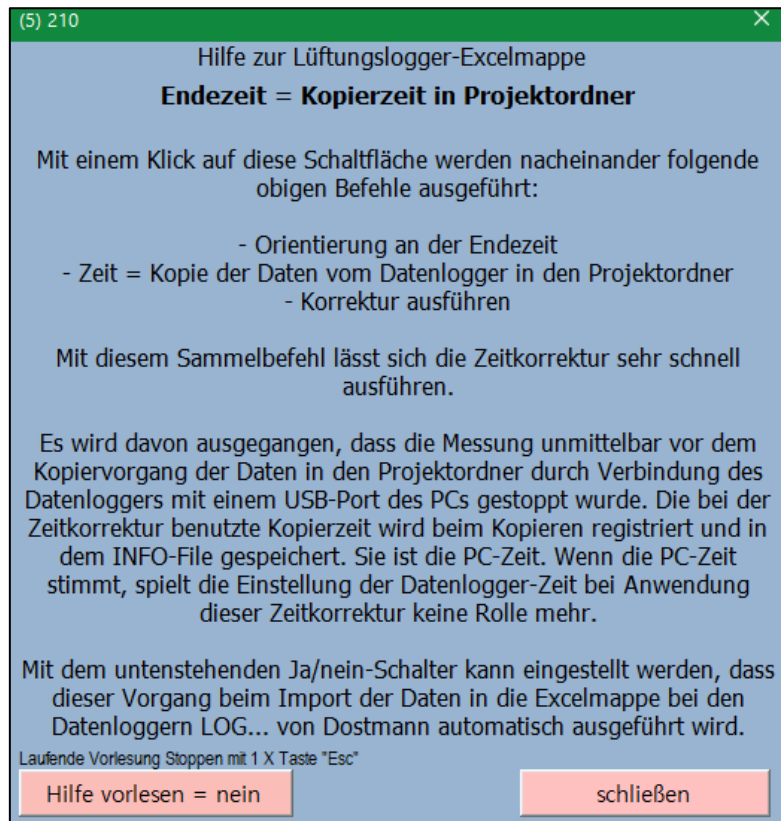 (5) 210
Hilfe zur Lüftungslogger-Excelmappe
Endezeit = Kopierzeit in Projektordner
Mit einem Klick auf diese Schaltfläche werden nacheinander folgende
obigen Befehle ausgeführt:
- Orientierung an der Endezeit
- Zeit = Kopie der Daten vom Datenlogger in den Projektordner
- Korrektur ausführen
Mit diesem Sammelbefehl lässt sich die Zeitkorrektur sehr schnell
ausführen.
Es wird davon ausgegangen, dass die Messung unmittelbar vor dem
Kopiervorgang der Daten in den Projektordner durch Verbindung des
Datenloggers mit einem USB-Port des PCs gestoppt wurde. Die bei der
Zeitkorrektur benutzte Kopierzeit wird beim Kopieren registriert und in
dem INFO-File gespeichert. Sie ist die PC-Zeit. Wenn die PC-Zeit
stimmt, spielt die Einstellung der Datenlogger-Zeit bei Anwendung
dieser Zeitkorrektur keine Rolle mehr.
Mit dem untenstehenden Ja/nein-Schalter kann eingestellt werden, dass
dieser Vorgang beim Import der Daten in die Excelmappe bei den
Datenloggern LOG... von Dostmann automatisch ausgeführt wird.
Laufende Vorlesung Stoppen mit 1 X Taste "Esc"
Hilfe vorlesen = nein
schließen